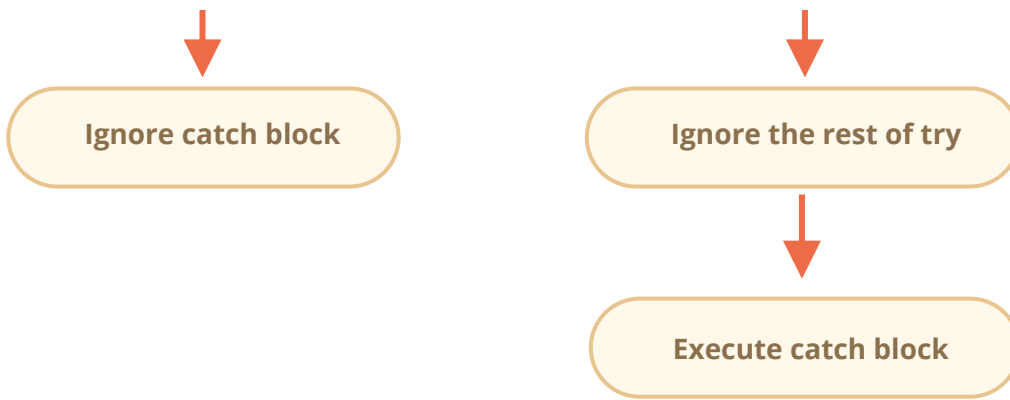 Ignore catch block
Ignore the rest of try
Execute catch block